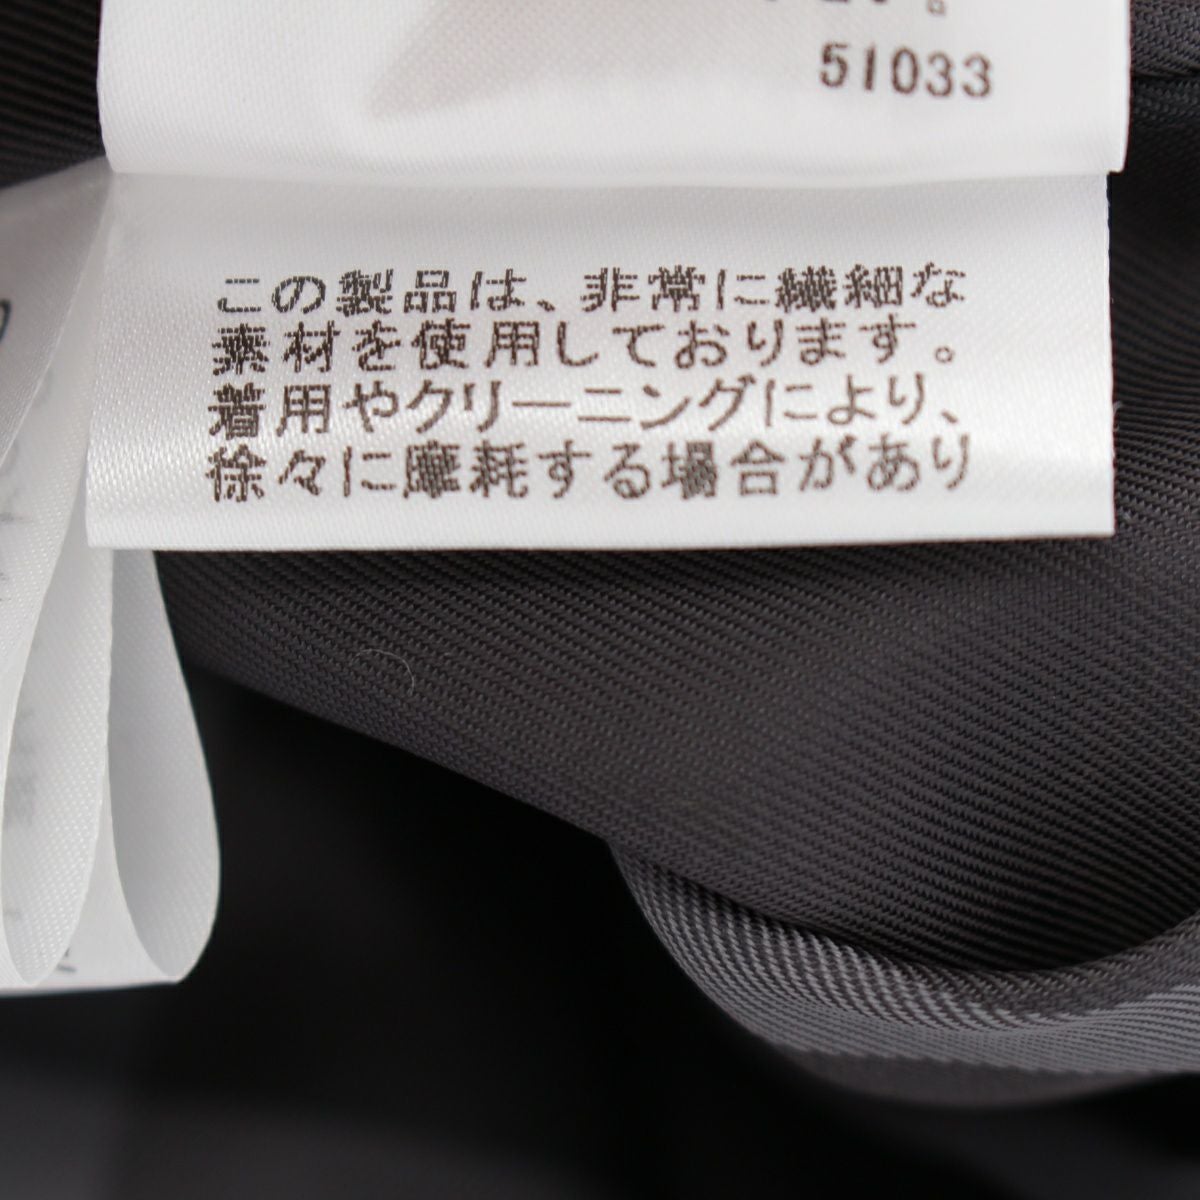 51033
この製品は、非常に繊細な
素材を使用しております。
着用やクリーニングにより、
徐々に磨耗する場合があり